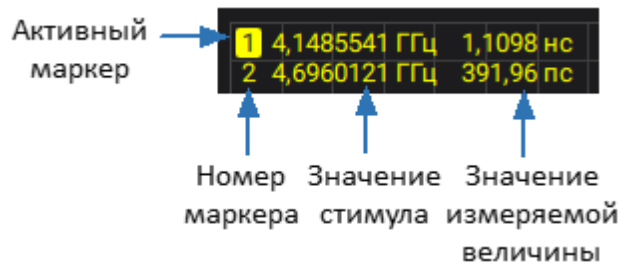 Активный
маркер
1 4,1485541 ГГц 1,1098 нс
2 4,6960121 ГГц 391,96 пс
Номер
маркера
Значение
стимула
Значение
измеряемой
величины